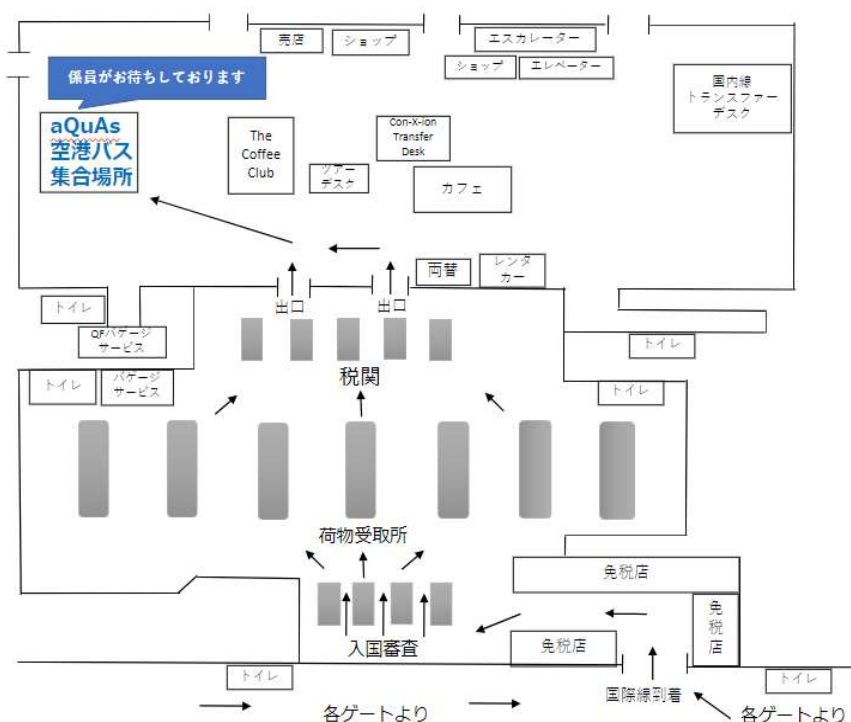 売店
ショップ
エスカレーター
ショップ
エレベーター
係員がお待ちしております
国内線
トランスファー
デスク
aQuAs
空港バス
集合場所
The
Coffee
Club
Con-X-ion
Transfer
Desk
ツアー
デスク
カフェ
両替
レンタ
カー
出口
出口
トイレ
QFバゲージ
サービス
トイレ
税関
トイレ
バゲージ
サービス
トイレ
荷物受取所
免税店
免税店
入国審査
免税店
トイレ
国際線到着
トイレ
各ゲートより
各ゲートより